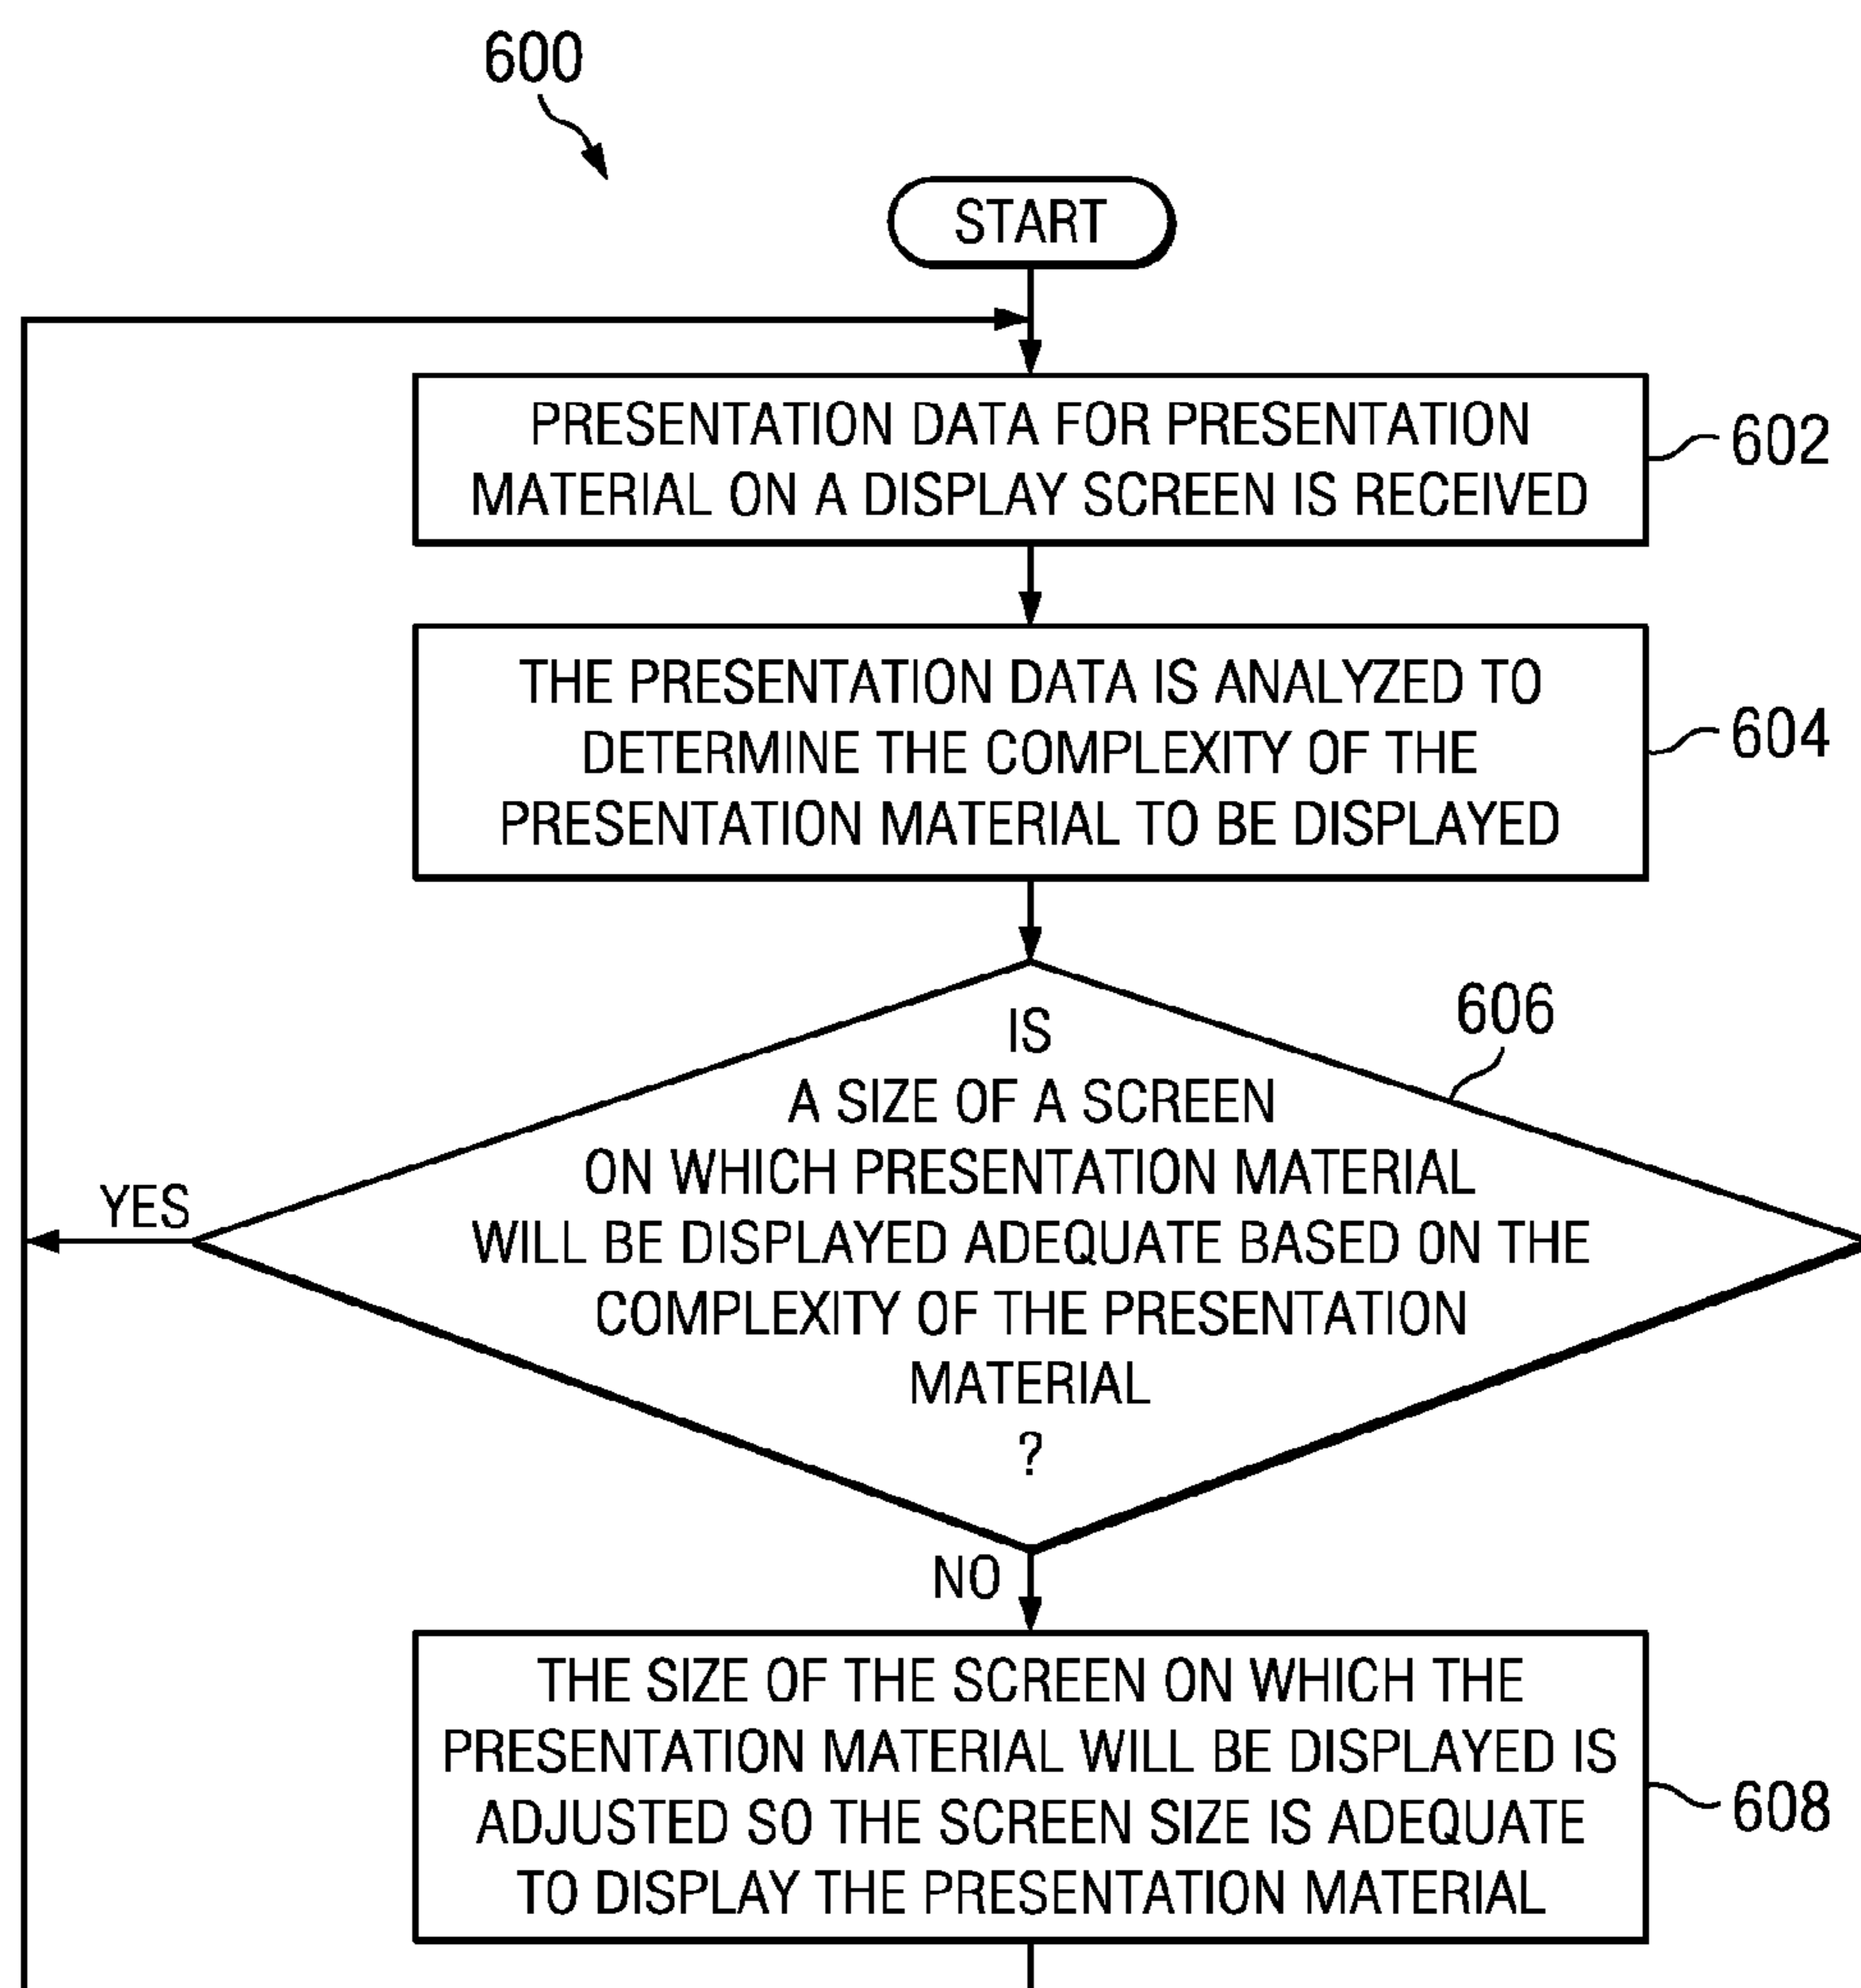 600
START
PRESENTATION DATA FOR PRESENTATION
MATERIAL ON A DISPLAY SCREEN IS RECEIVED
602
THE PRESENTATION DATA IS ANALYZED TO
DETERMINE THE COMPLEXITY OF THE
PRESENTATION MATERIAL TO BE DISPLAYED
604
606
IS
A SIZE OF A SCREEN
ON WHICH PRESENTATION MATERIAL
WILL BE DISPLAYED ADEQUATE BASED ON THE
COMPLEXITY OF THE PRESENTATION
MATERIAL
?
YES
NO
THE SIZE OF THE SCREEN ON WHICH THE
PRESENTATION MATERIAL WILL BE DISPLAYED IS
ADJUSTED SO THE SCREEN SIZE IS ADEQUATE
TO DISPLAY THE PRESENTATION MATERIAL
608